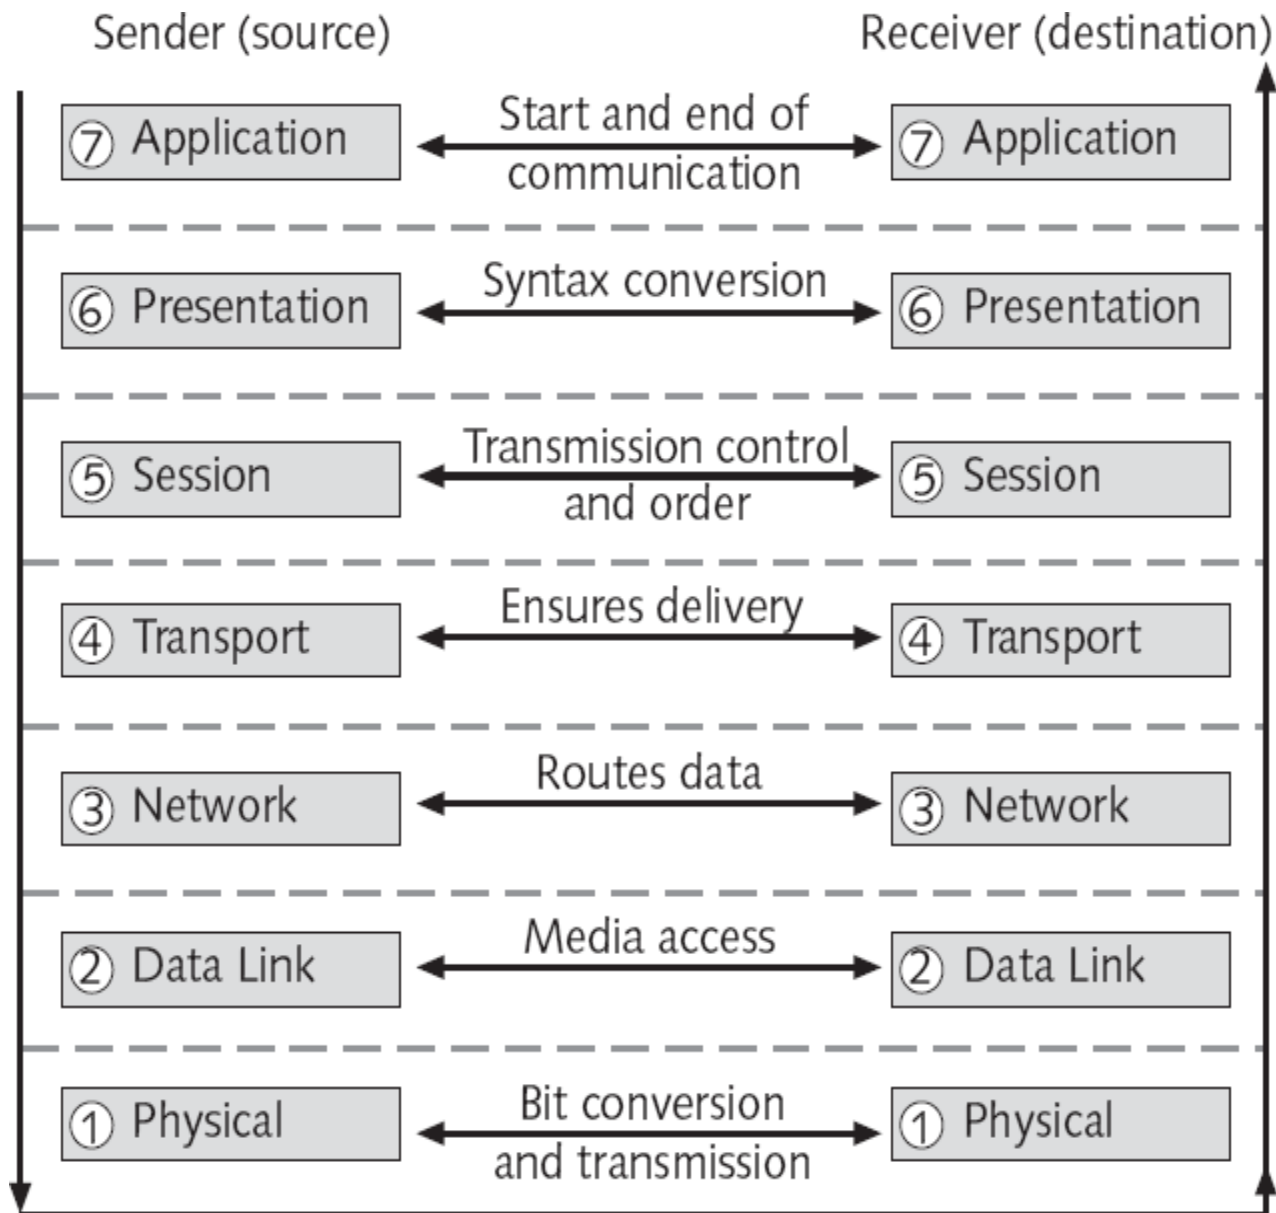 Sender (source)
Receiver (destination)
⑦ Application
Start and end of
communication
⑦ Application
⑥ Presentation
Syntax conversion
⑥ Presentation
⑤ Session
Transmission control
and order
⑤ Session
④ Transport
Ensures delivery
④ Transport
③ Network
Routes data
③ Network
② Data Link
Media access
② Data Link
① Physical
Bit conversion
and transmission
① Physical